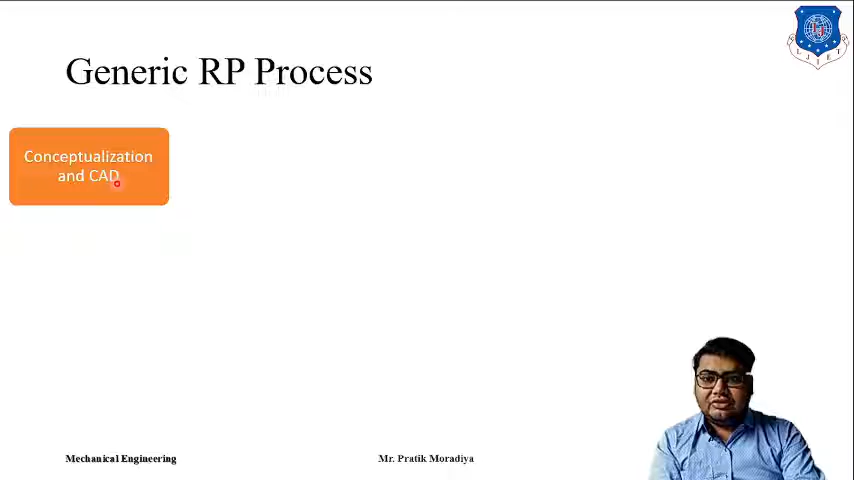 Generic RP Process
Conceptualization
and CAD
Mechanical Engineering
Mr. Pratik Moradiya